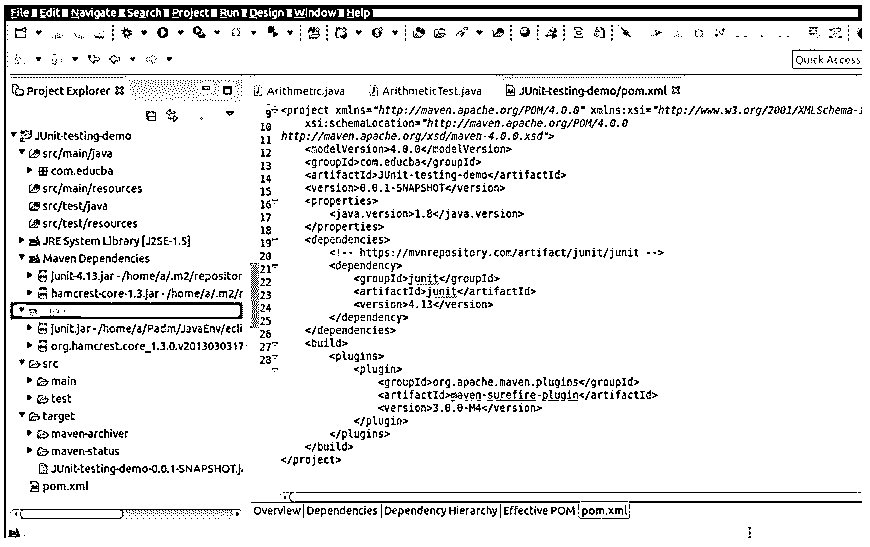 File Edit Navigate Search Project Run Design Window Help
Quick Access
Project Explorer
JUnit-testing-demo
src/main/java
com.educba
src/main/resources
src/test/java
src/test/resources
JRE System Library [J2SE-1.5]
Maven Dependencies
junit-4.13.jar - /home/a/.m2/repositor
hamcrest-core-1.3.jar - /home/a/.m2/r
junit.jar - /home/a/Padm/JavaEnv/ecli
org.hamcrest.core_1.3.0.v2013030317
src
main
test
target
maven-archiver
maven-status
JUnit-testing-demo-0.0.1-SNAPSHOT.j
pom.xml
Arithmetic.java ArithmeticTest.java JUnit-testing-demo/pom.xml
9 <project xmlns="http://maven.apache.org/POM/4.0.0" xmlns:xsi="http://www.w3.org/2001/XMLSchema-i
10 xsi:schemaLocation="http://maven.apache.org/POM/4.0.0
11 http://maven.apache.org/xsd/maven-4.0.0.xsd">
12 <modelVersion>4.0.0</modelVersion>
13 <groupId>com.educba</groupId>
14 <artifactId>JUnit-testing-demo</artifactId>
15 <version>0.0.1-SNAPSHOT</version>
16 <properties>
17 <java.version>1.8</java.version>
18 </properties>
19 <dependencies>
20 <!-- https://mvnrepository.com/artifact/junit/junit -->
21 <dependency>
22 <groupId>junit</groupId>
23 <artifactId>junit</artifactId>
24 <version>4.13</version>
25 </dependency>
26 </dependencies>
27 <build>
28 <plugins>
<plugin>
<groupId>org.apache.maven.plugins</groupId>
<artifactId>maven-surefire-plugin</artifactId>
<version>3.0.0-M4</version>
</plugin>
</plugins>
</build>
</project>
Overview Dependencies Dependency Hierarchy Effective POM pom.xml